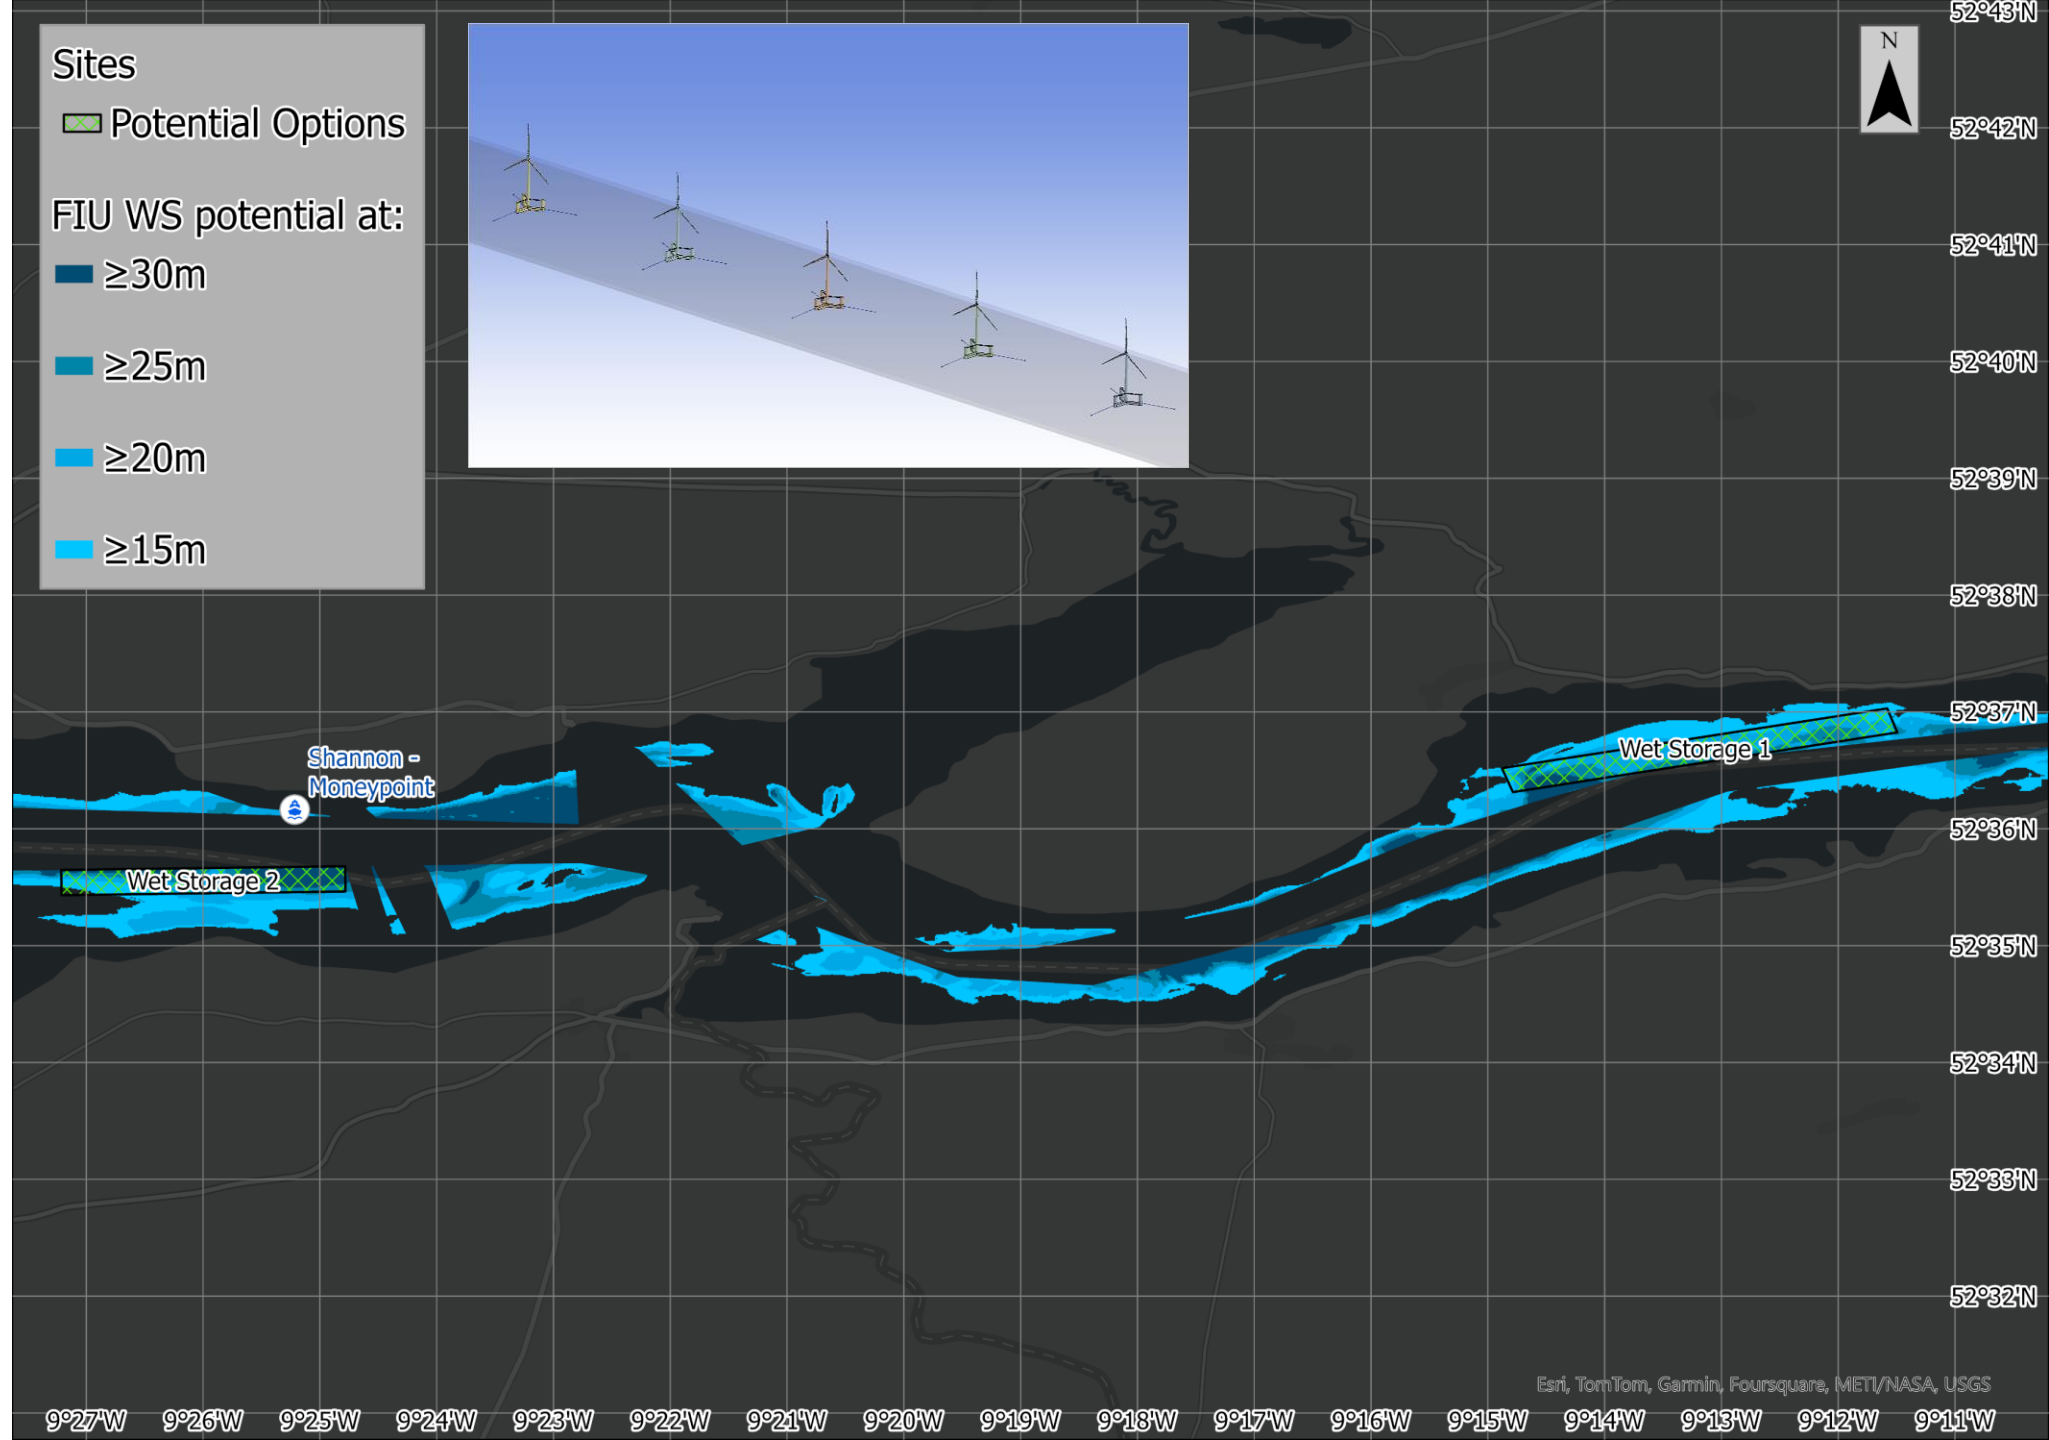 Sites
Potential Options
FIU WS potential at:
≥30m
≥25m
≥20m
≥15m
N
52°43'N
52°42'N
52°41'N
52°40'N
52°39'N
52°38'N
52°37'N
52°36'N
52°35'N
52°34'N
52°33'N
52°32'N
Shannon -
Moneypoint
Wet Storage 1
Wet Storage 2
Esri, TomTom, Garmin, Foursquare, METI/NASA, USGS
9°27'W 9°26'W 9°25'W 9°24'W 9°23'W 9°22'W 9°21'W 9°20'W 9°19'W 9°18'W 9°17'W 9°16'W 9°15'W 9°14'W 9°13'W 9°12'W 9°11'W